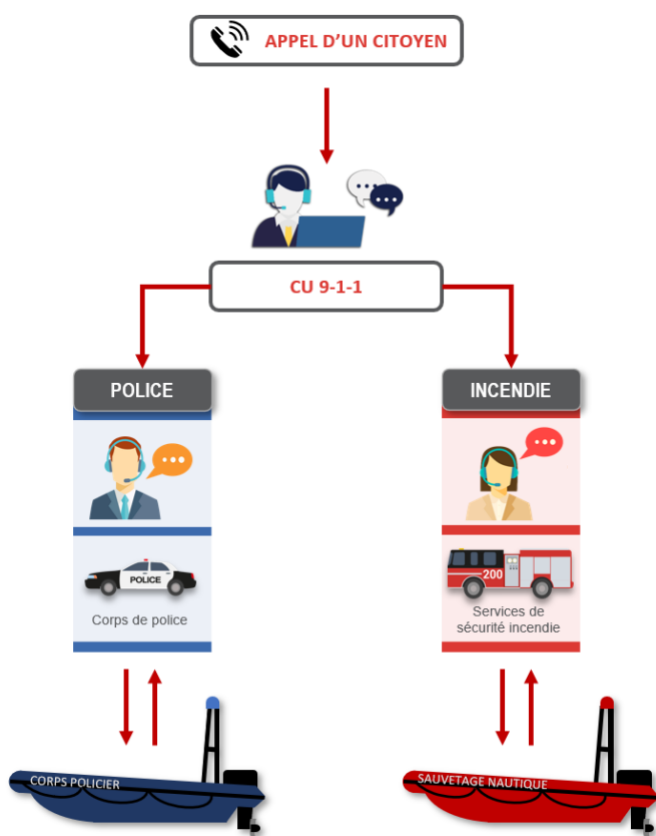 APPEL D’UN CITOYEN
CU 9-1-1
POLICE
INCENDIE
POLICE
200
Corps de police
Services de
sécurité incendie
CORPS POLICIER
SAUVETAGE NAUTIQUE